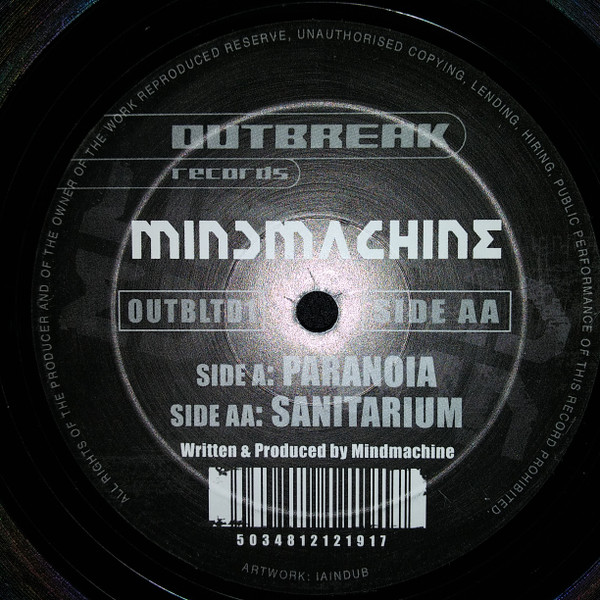 ALL RIGHTS OF THE PRODUCER AND OF THE OWNER OF THE WORK REPRODUCED RESERVE, UNAUTHORISED COPYING, LENDING, HIRING, PUBLIC PERFORMANCE OF THIS RECORD PROHIBITED.
OUTBREAK
records
MINDMACHINE
OUTBLTD1 SIDE AA
SIDE A: PARANOIA
SIDE AA: SANITARIUM
Written & Produced by Mindmachine
5034812121917
ARTWORK: IAINDUB